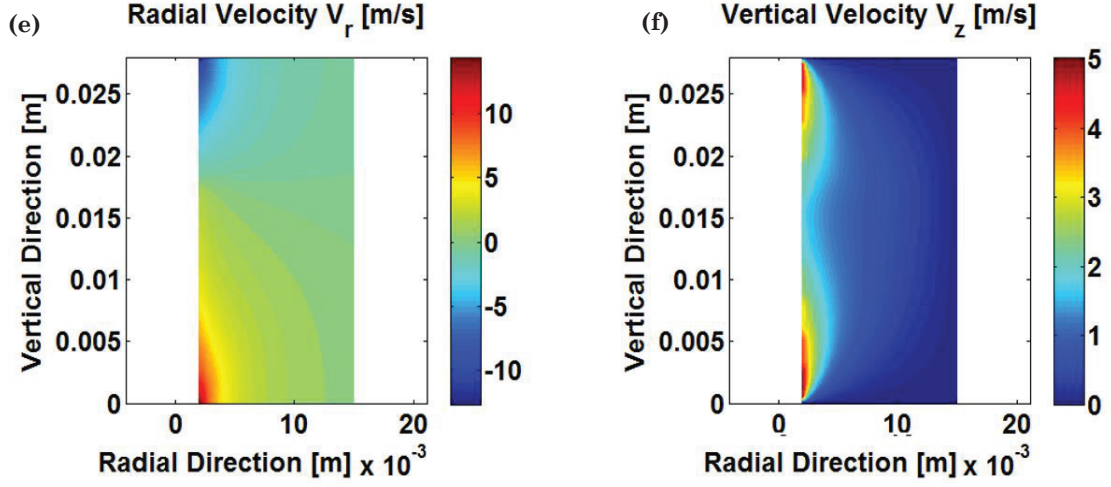 (e)
Radial Velocity V_r [m/s]
Vertical Direction [m]
0.025
0.02
0.015
0.01
0.005
0
0 10 20
Radial Direction [m] x 10^-3
10
5
0
-5
-10
(f)
Vertical Velocity V_z [m/s]
Vertical Direction [m]
0.025
0.02
0.015
0.01
0.005
0
0 10 20
Radial Direction [m] x 10^-3
5
4
3
2
1
0